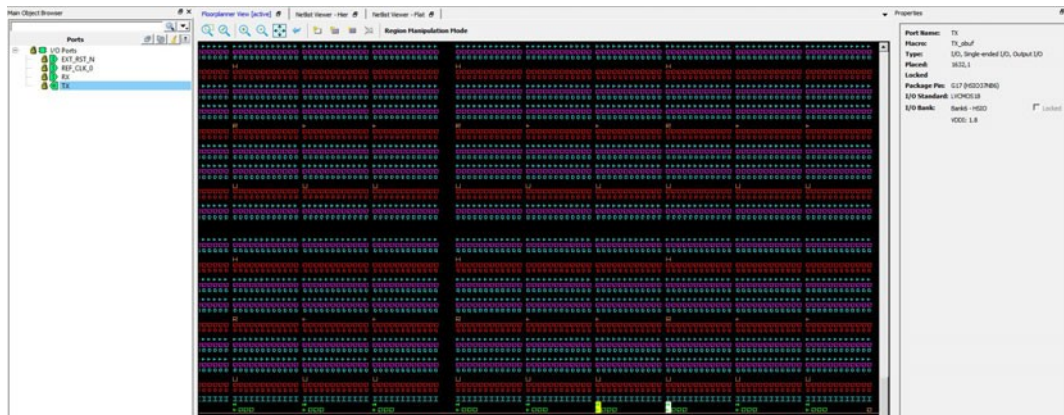 Main Object Browser
Ports
I/O Ports
EXT_RST_N
REF_CLK_0
RX
TX
Floorplanner View [active]
Netlist Viewer - Hier
Netlist Viewer - Flat
Region Manipulation Mode
Properties
Port Name: TX
Macro: TX_obuf
Type: I/O, Single-ended I/O, Output I/O
Placed: 1632,1
Locked
Package Pin: G17 (HSIO37NB6)
I/O Standard: LVCMOS18
I/O Bank: Bank6 - HSIO
Locked
VDDI: 1.8